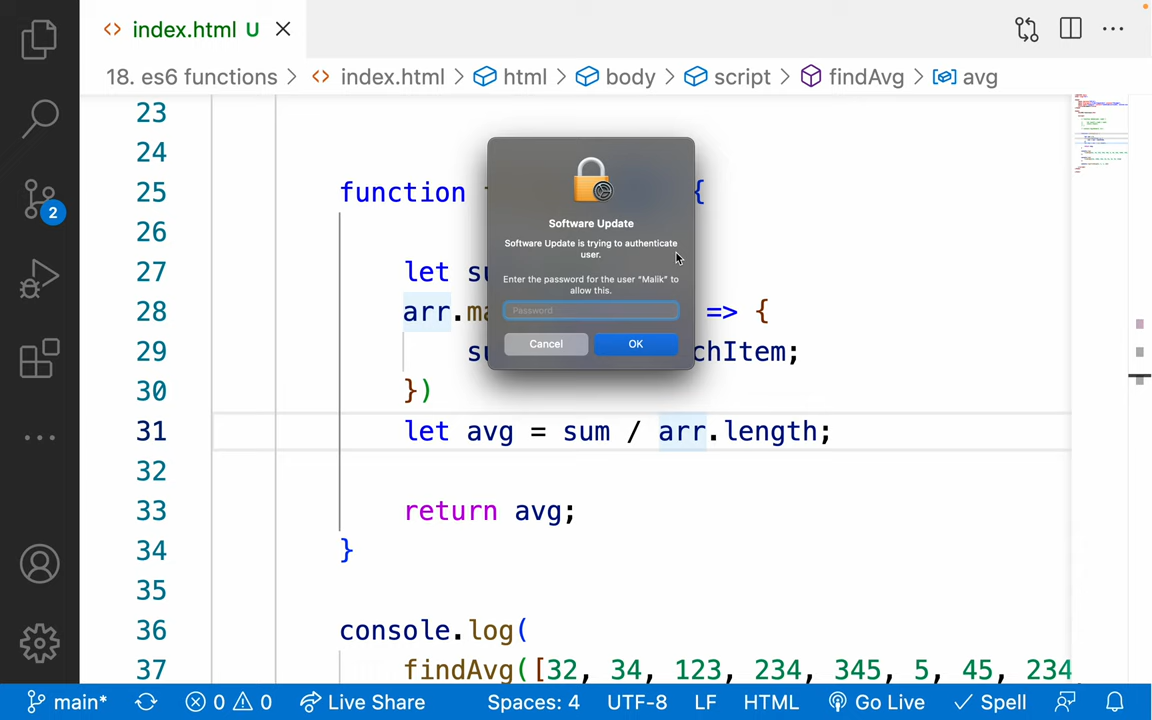 index.html U
18. es6 functions > index.html > html > body > script > findAvg > avg
23
24
25 function {
26
27 let su
28 arr.ma => {
29 su chItem;
30 })
31 let avg = sum / arr.length;
32
33 return avg;
34 }
35
36 console.log(
37 findAvg([32, 34, 123, 234, 345, 5, 45, 234
Software Update
Software Update is trying to authenticate
user.
Enter the password for the user "Malik" to
allow this.
Password
Cancel OK
2
main* 0 0 Live Share Spaces: 4 UTF-8 LF HTML Go Live Spell